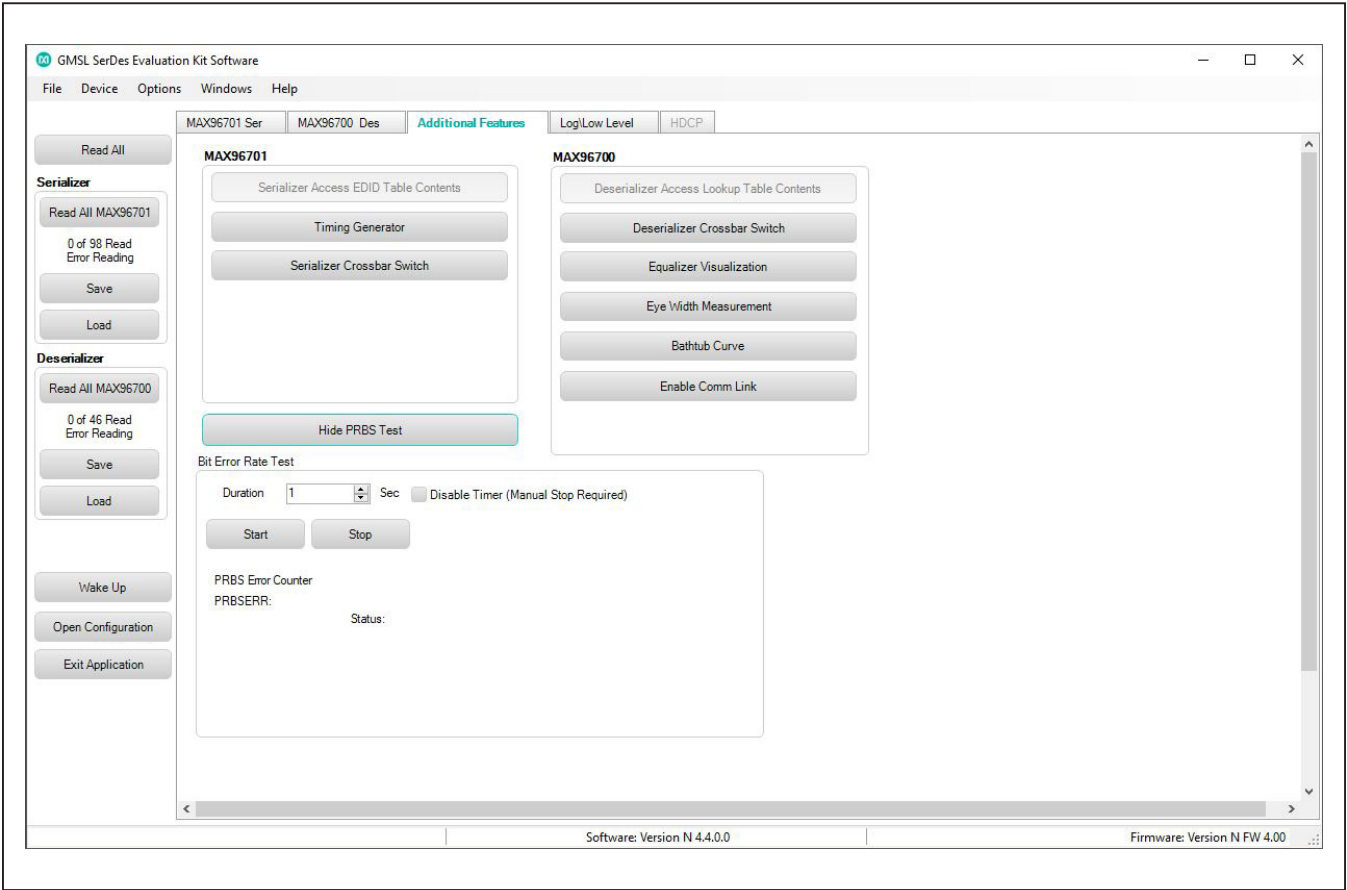 GMSL SerDes Evaluation Kit Software
File Device Options Windows Help
MAX96701 Ser MAX96700 Des Additional Features Log\Low Level HDCP
Read All
Serializer
Read All MAX96701
0 of 98 Read
Error Reading
Save
Load
Deserializer
Read All MAX96700
0 of 46 Read
Error Reading
Save
Load
Wake Up
Open Configuration
Exit Application
MAX96701
Serializer Access EDID Table Contents
Timing Generator
Serializer Crossbar Switch
Hide PRBS Test
MAX96700
Deserializer Access Lookup Table Contents
Deserializer Crossbar Switch
Equalizer Visualization
Eye Width Measurement
Bathtub Curve
Enable Comm Link
Bit Error Rate Test
Duration 1 Sec Disable Timer (Manual Stop Required)
Start Stop
PRBS Error Counter
PRBSERR:
Status:
Software: Version N 4.4.0.0 Firmware: Version N FW 4.00